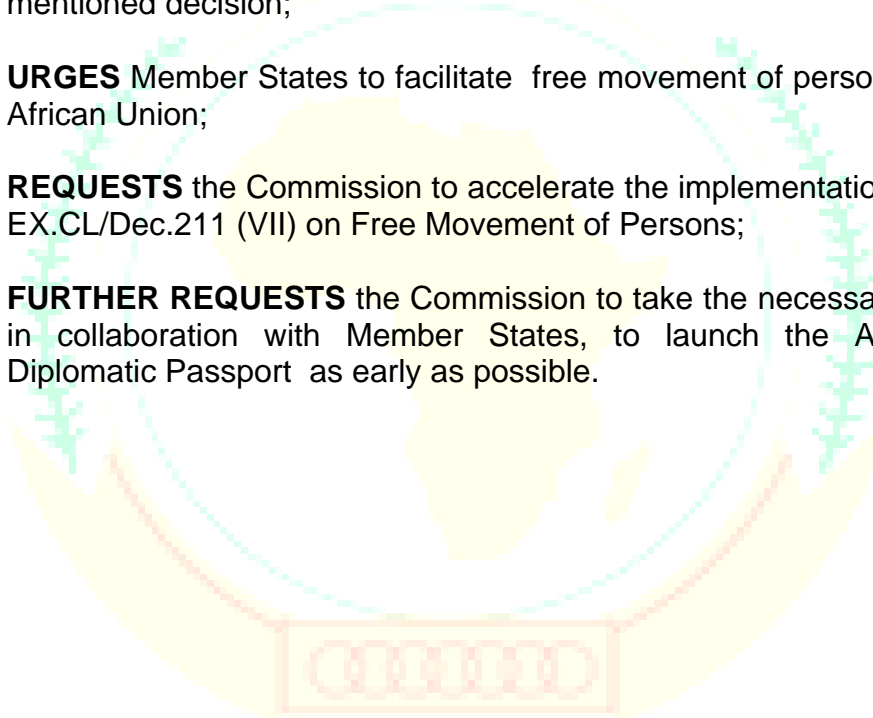 mentioned decision;
URGES Member States to facilitate free movement of perso
African Union;
REQUESTS the Commission to accelerate the implementatio
EX.CL/Dec.211 (VII) on Free Movement of Persons;
FURTHER REQUESTS the Commission to take the necessa
in collaboration with Member States, to launch the A
Diplomatic Passport as early as possible.